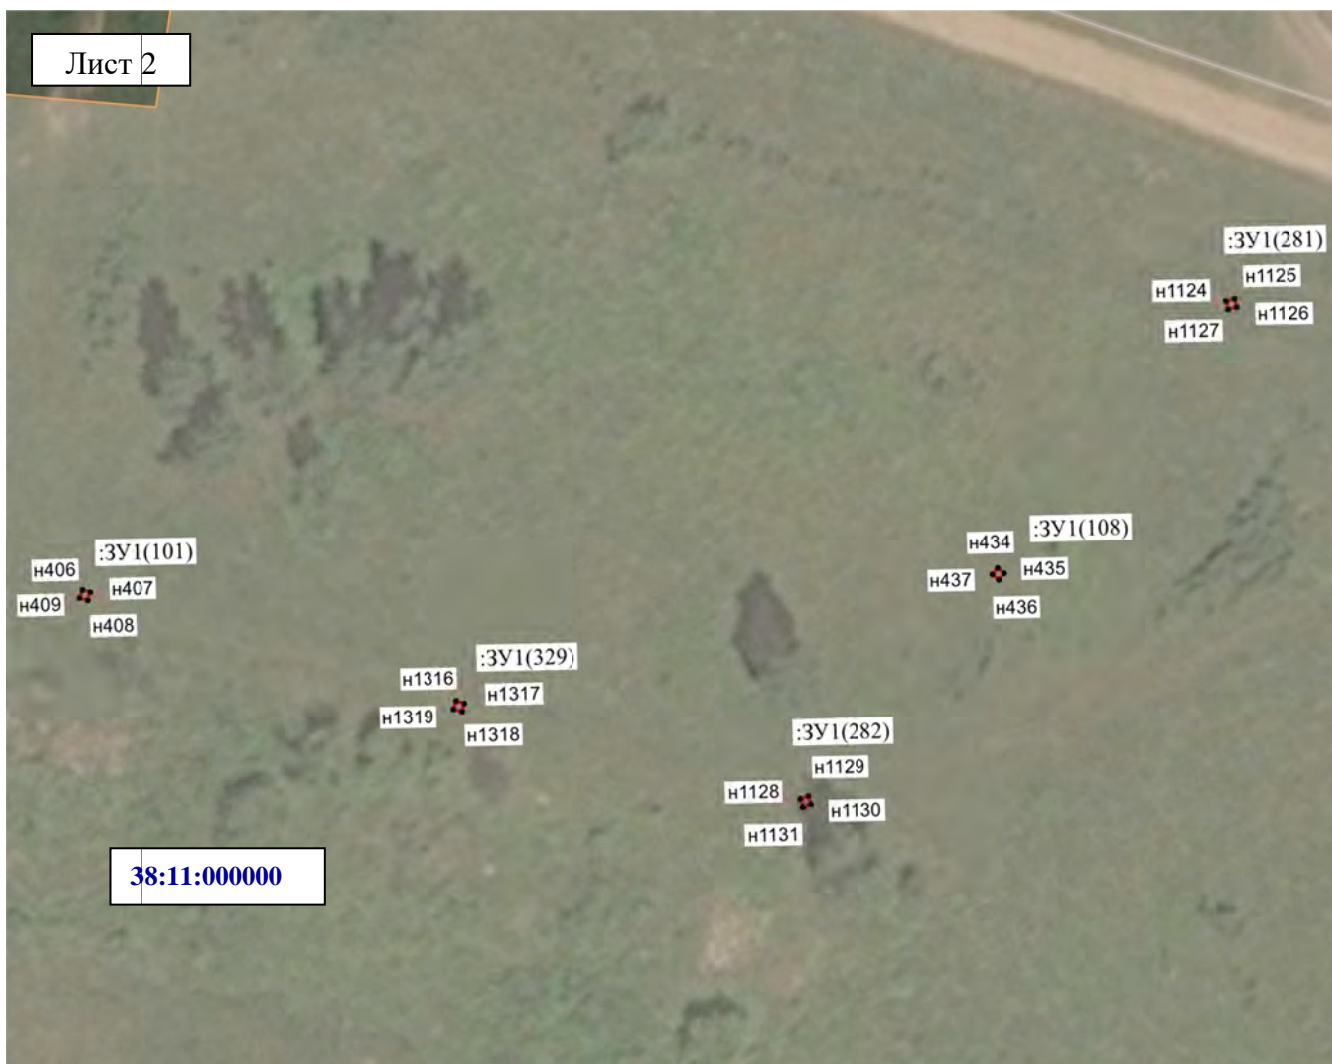 Лист 2
:ЗУ1(281)
н1125
н1124
н1126
н1127
:ЗУ1(108)
н434
н435
н437
н436
:ЗУ1(101)
н406
н407
н409
н408
:ЗУ1(329)
н1316
н1317
н1319
н1318
:ЗУ1(282)
н1129
н1128
н1130
н1131
38:11:000000